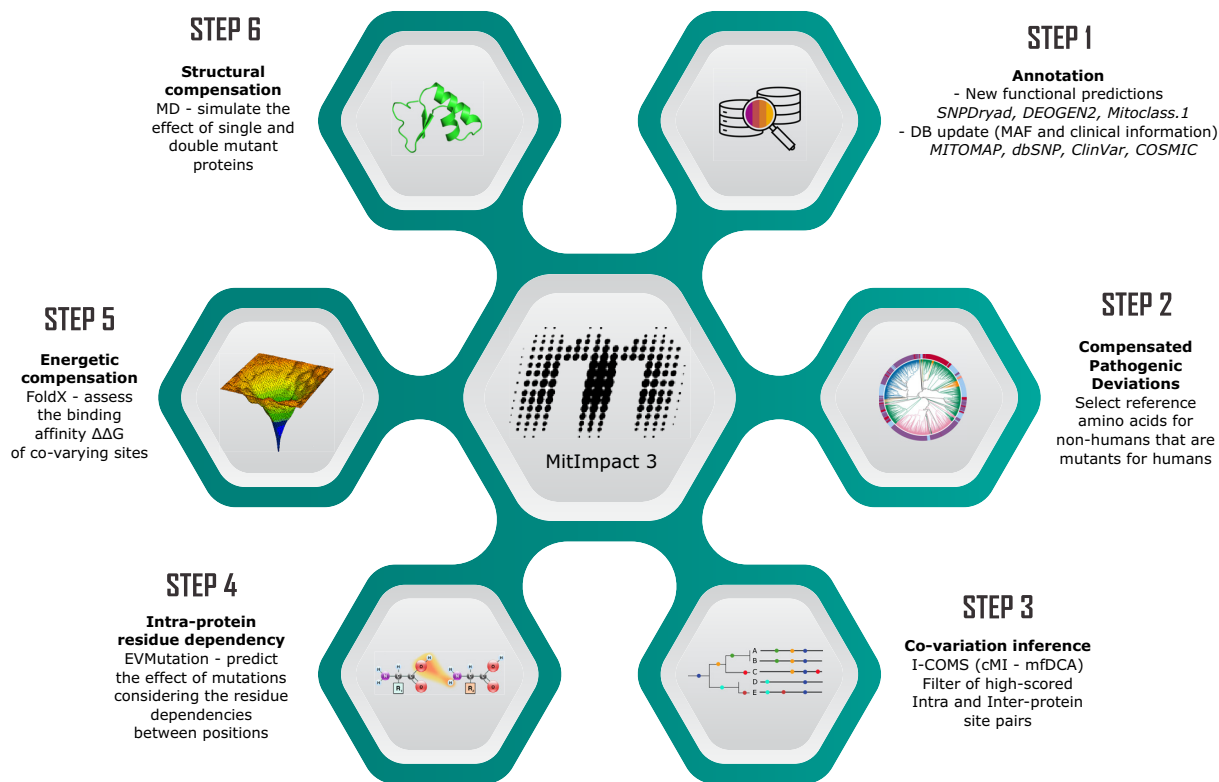 STEP 1
Annotation
- New functional predictions
SNPDryad, DEOGEN2, Mitoclass.1
- DB update (MAF and clinical information)
MITOMAP, dbSNP, ClinVar, COSMIC
STEP 2
Compensated
Pathogenic
Deviations
Select reference
amino acids for
non-humans that are
mutants for humans
STEP 3
Co-variation inference
I-COMS (cMI - mfDCA)
Filter of high-scored
Intra and Inter-protein
site pairs
A
B
C
D
E
STEP 4
Intra-protein
residue dependency
EVMutation - predict
the effect of mutations
considering the residue
dependencies
between positions
STEP 5
Energetic
compensation
FoldX - assess
the binding
affinity ΔΔG
of co-varying sites
STEP 6
Structural
compensation
MD - simulate the
effect of single and
double mutant
proteins
MitImpact 3